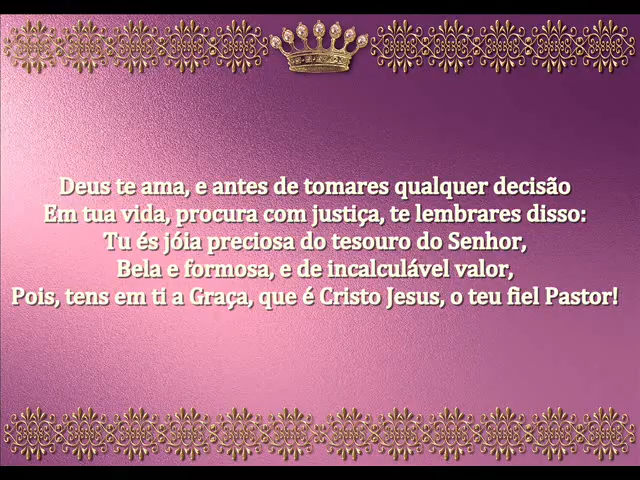 Deus te ama, e antes de tomares qualquer decisão
Em tua vida, procura com justiça, te lembrares disso:
Tu és jóia preciosa do tesouro do Senhor,
Bela e formosa, e de incalculável valor,
Pois, tens em ti a Graça, que é Cristo Jesus, o teu fiel Pastor!